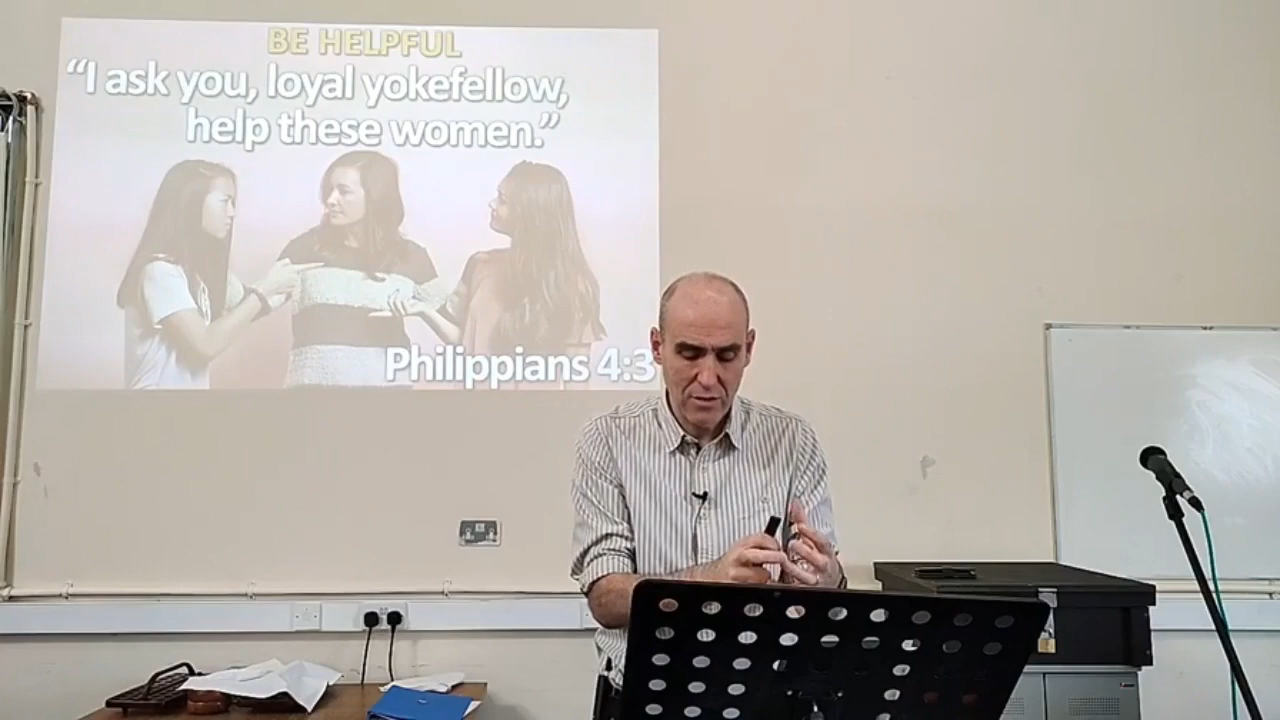 BE HELPFUL
“I ask you, loyal yokefellow,
help these women.”
Philippians 4:3